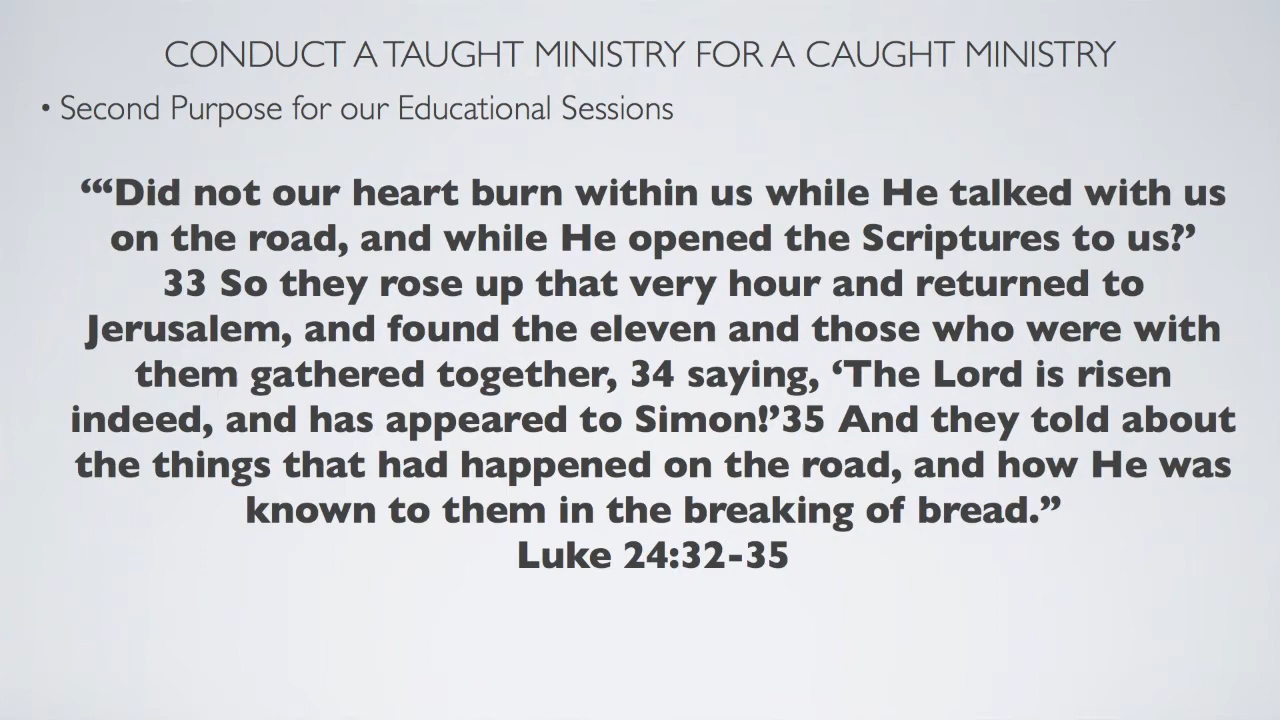 CONDUCT A TAUGHT MINISTRY FOR A CAUGHT MINISTRY
• Second Purpose for our Educational Sessions
“‘“Did not our heart burn within us while He talked with us
on the road, and while He opened the Scriptures to us?’
33 So they rose up that very hour and returned to
Jerusalem, and found the eleven and those who were with
them gathered together, 34 saying, ‘The Lord is risen
indeed, and has appeared to Simon!’35 And they told about
the things that had happened on the road, and how He was
known to them in the breaking of bread.”
Luke 24:32-35